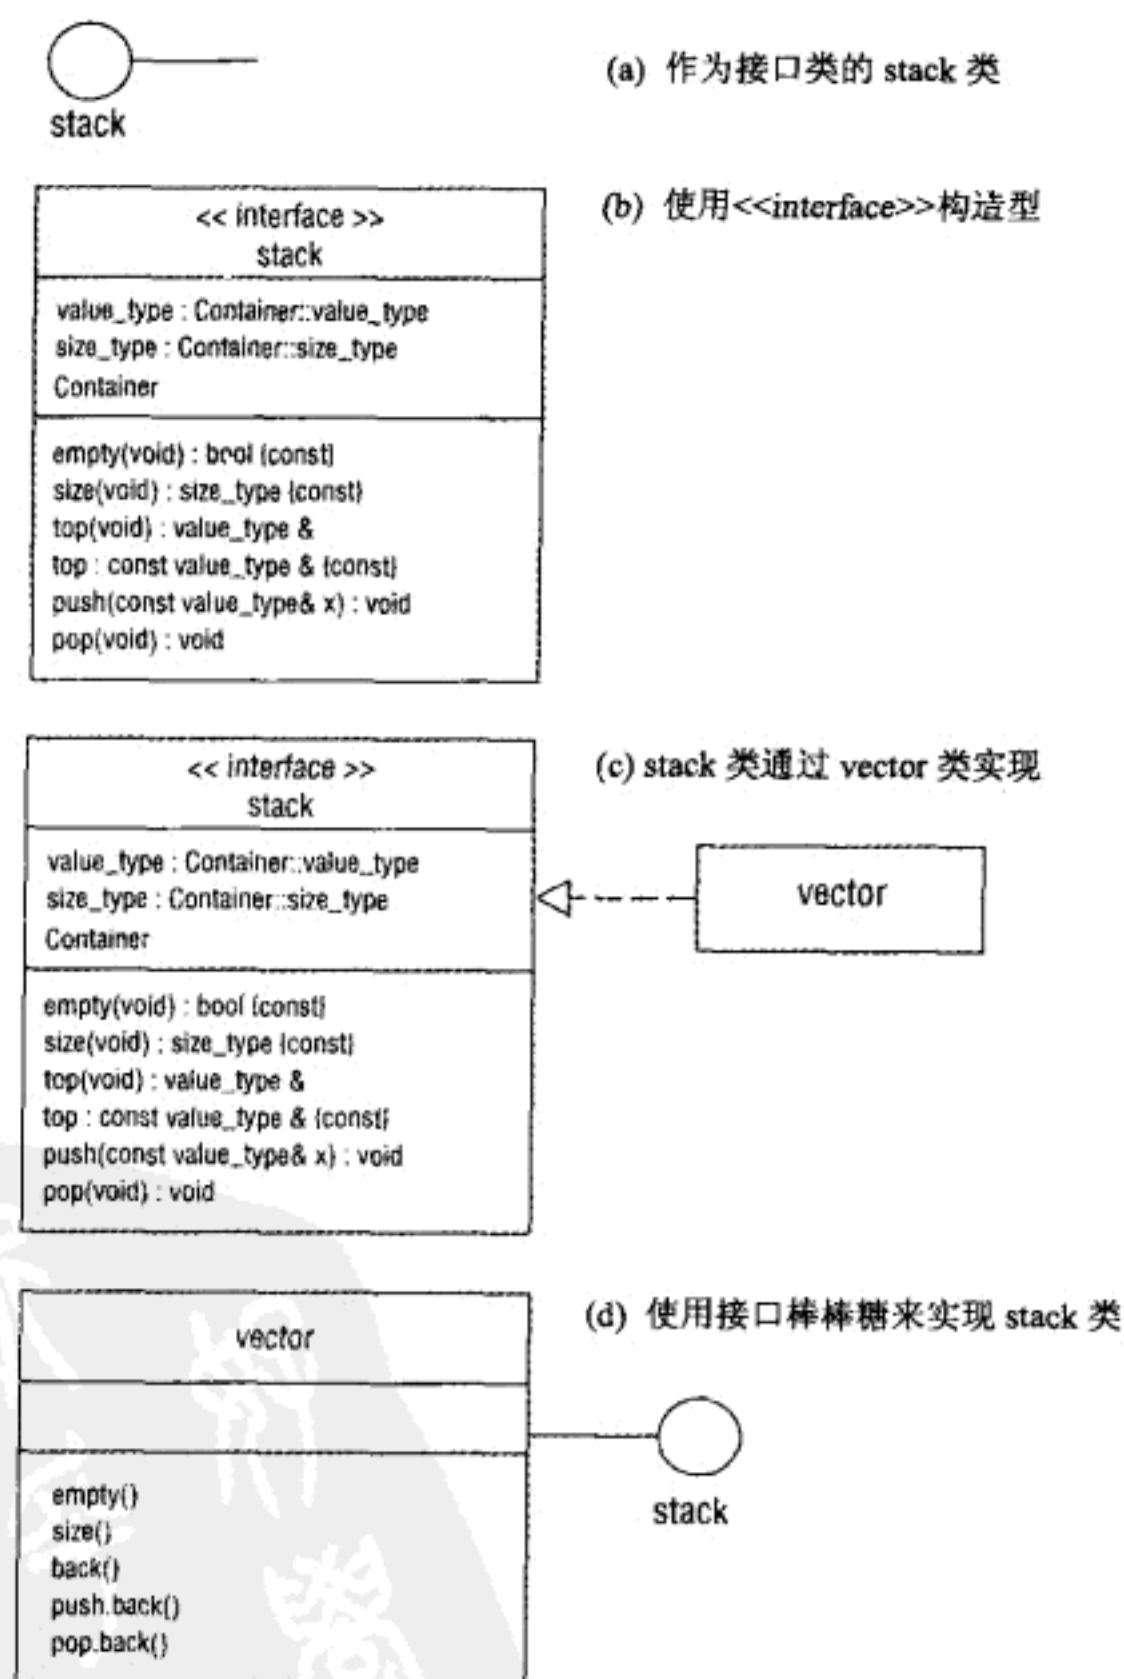 (a) 作为接口类的 stack 类
stack
(b) 使用<<interface>>构造型
<< interface >>
stack
value_type : Container::value_type
size_type : Container::size_type
Container
empty(void) : bool {const}
size(void) : size_type {const}
top(void) : value_type &
top : const value_type & {const}
push(const value_type& x) : void
pop(void) : void
(c) stack 类通过 vector 类实现
<< interface >>
stack
value_type : Container::value_type
size_type : Container::size_type
Container
vector
empty(void) : bool {const}
size(void) : size_type {const}
top(void) : value_type &
top : const value_type & {const}
push(const value_type& x) : void
pop(void) : void
(d) 使用接口棒棒糖来实现 stack 类
vector
stack
empty()
size()
back()
push.back()
pop.back()